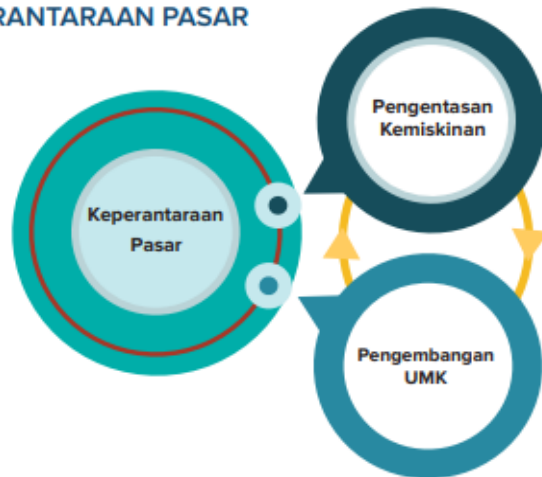 RANTARAAN PASAR
Pengentasan
Kemiskinan
Keperantaraan
Pasar
Pengembangan
UMK